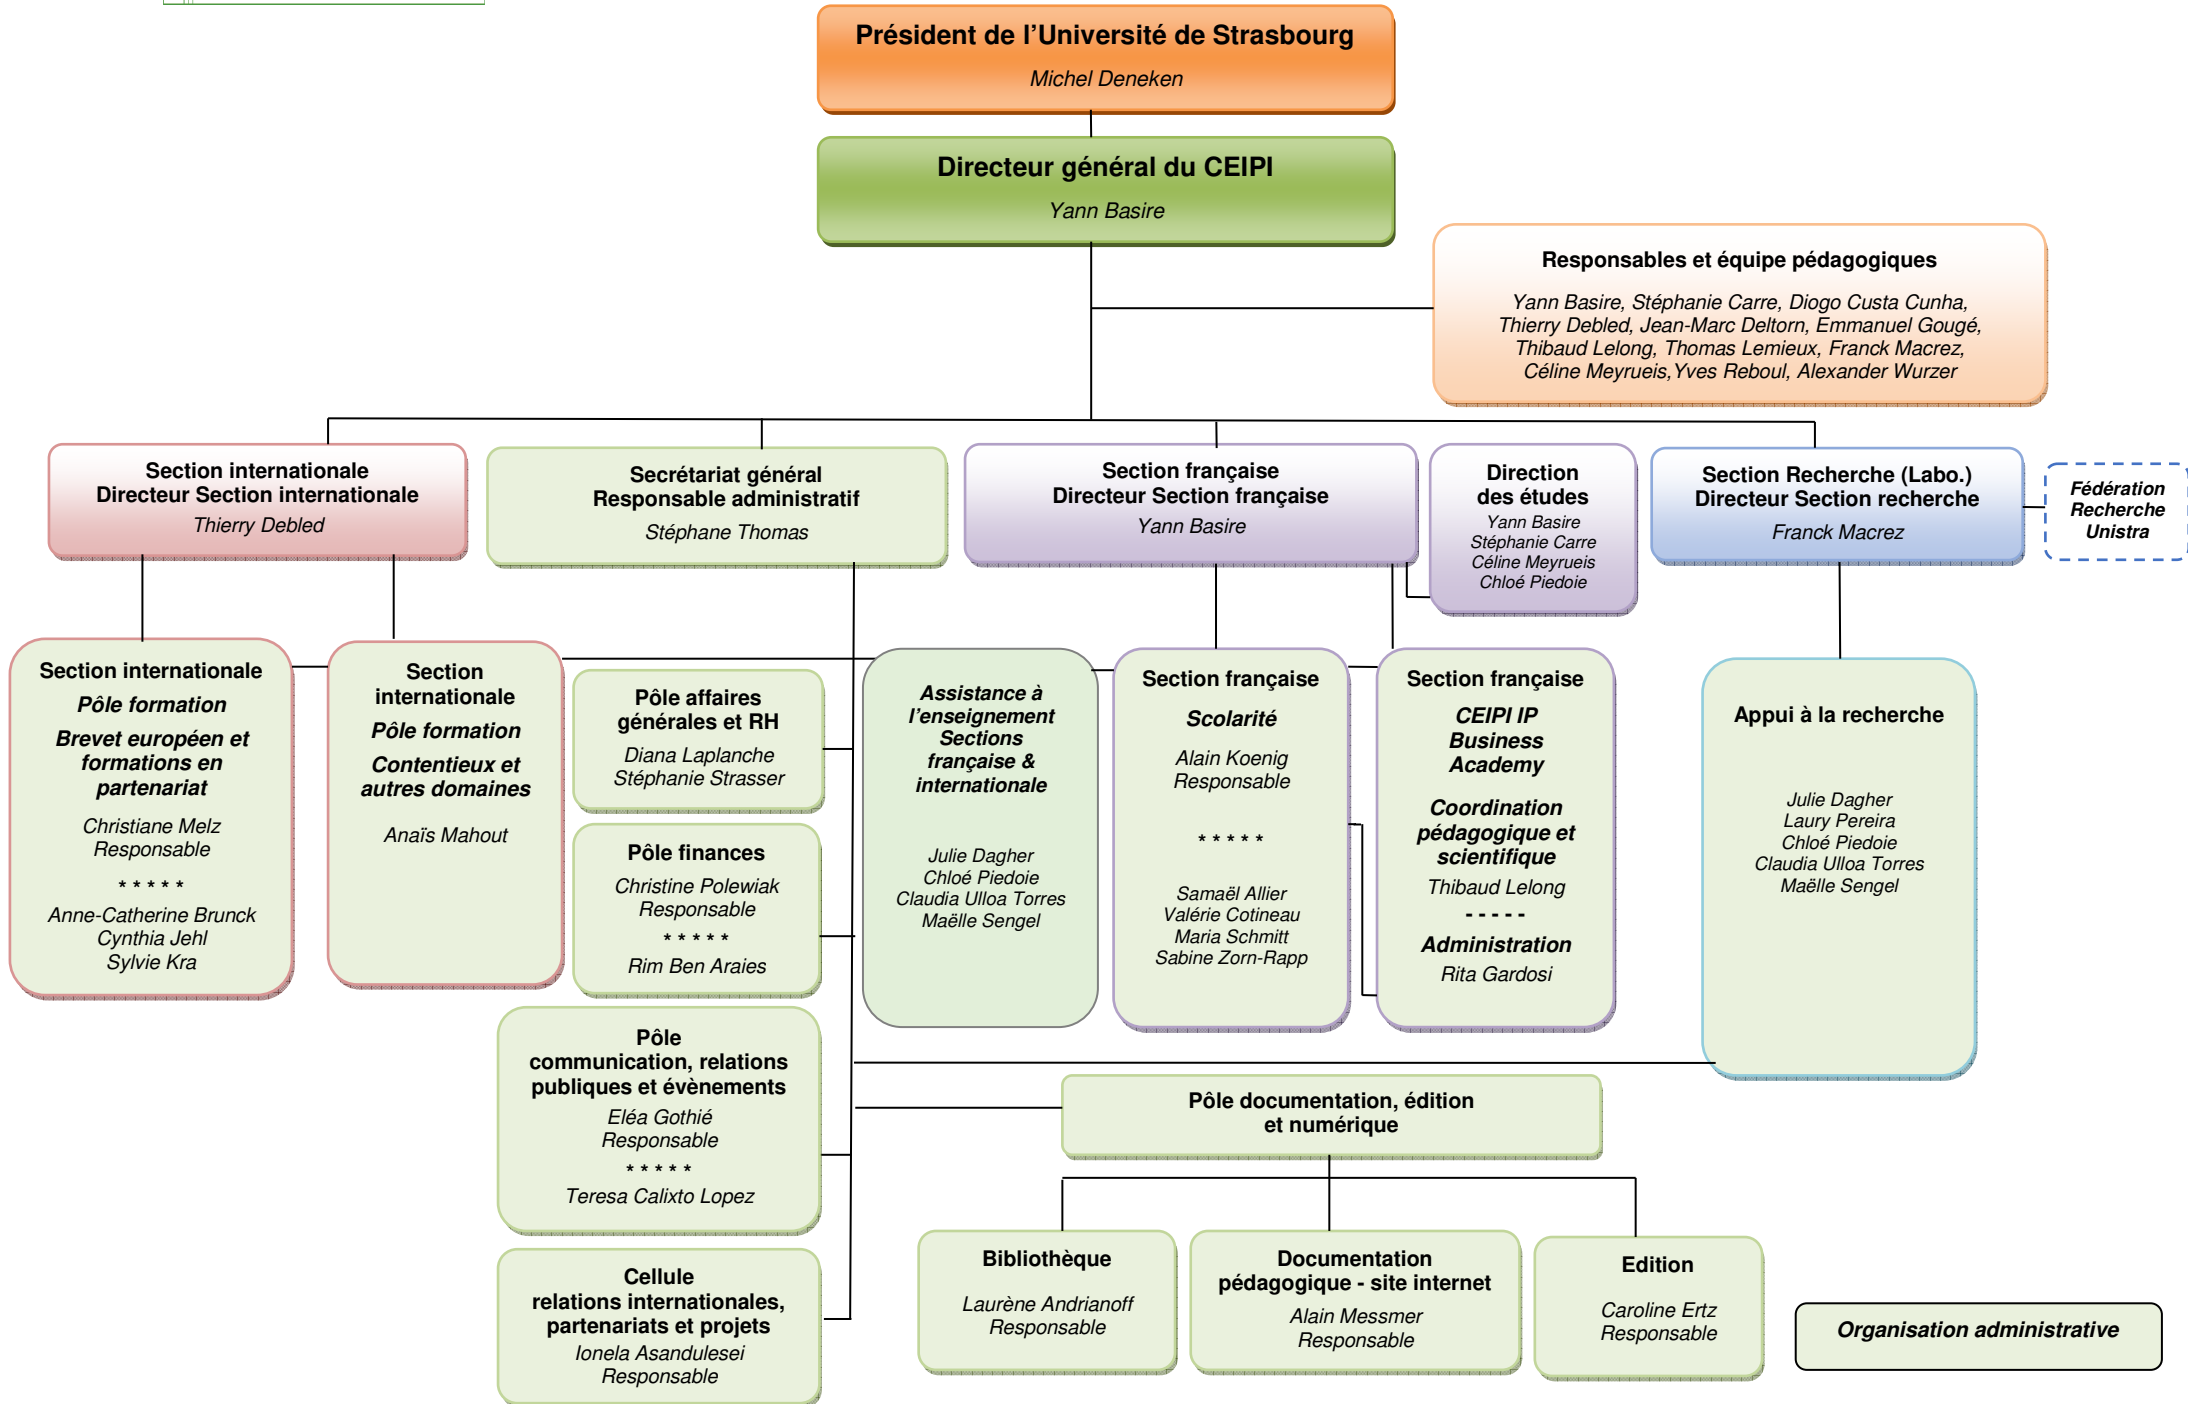 Président de l'Université de Strasbourg
Michel Deneken
Directeur général du CEIPI
Yann Basire
Responsables et équipe pédagogiques
Yann Basire, Stéphanie Carre, Diogo Custa Cunha,
Thierry Debled, Jean-Marc Deltorn, Emmanuel Gougé,
Thibaud Lelong, Thomas Lemieux, Franck Macrez,
Céline Meyrueis,Yves Reboul, Alexander Wurzer
Section internationale
Directeur Section internationale
Thierry Debled
Secrétariat général
Responsable administratif
Stéphane Thomas
Section française
Directeur Section française
Yann Basire
Direction
des études
Yann Basire
Stéphanie Carre
Céline Meyrueis
Chloé Piedoie
Section Recherche (Labo.)
Directeur Section recherche
Franck Macrez
Fédération
Recherche
Unistra
Section internationale
Pôle formation
Brevet européen et
formations en
partenariat
Christiane Melz
Responsable
* * * * *
Anne-Catherine Brunck
Cynthia Jehl
Sylvie Kra
Section
internationale
Pôle formation
Contentieux et
autres domaines
Anaïs Mahout
Pôle affaires
générales et RH
Diana Laplanche
Stéphanie Strasser
Pôle finances
Christine Polewiak
Responsable
* * * * *
Rim Ben Araies
Pôle
communication, relations
publiques et évènements
Eléa Gothié
Responsable
* * * * *
Teresa Calixto Lopez
Cellule
relations internationales,
partenariats et projets
Ionela Asandulesei
Responsable
Assistance à
l'enseignement
Sections
française &
internationale
Julie Dagher
Chloé Piedoie
Claudia Ulloa Torres
Maëlle Sengel
Section française
Scolarité
Alain Koenig
Responsable
* * * * *
Samaël Allier
Valérie Cotineau
Maria Schmitt
Sabine Zorn-Rapp
Section française
CEIPI IP
Business
Academy
Coordination
pédagogique et
scientifique
Thibaud Lelong
- - - - -
Administration
Rita Gardosi
Appui à la recherche
Julie Dagher
Laury Pereira
Chloé Piedoie
Claudia Ulloa Torres
Maëlle Sengel
Pôle documentation, édition
et numérique
Bibliothèque
Laurène Andrianoff
Responsable
Documentation
pédagogique - site internet
Alain Messmer
Responsable
Edition
Caroline Ertz
Responsable
Organisation administrative